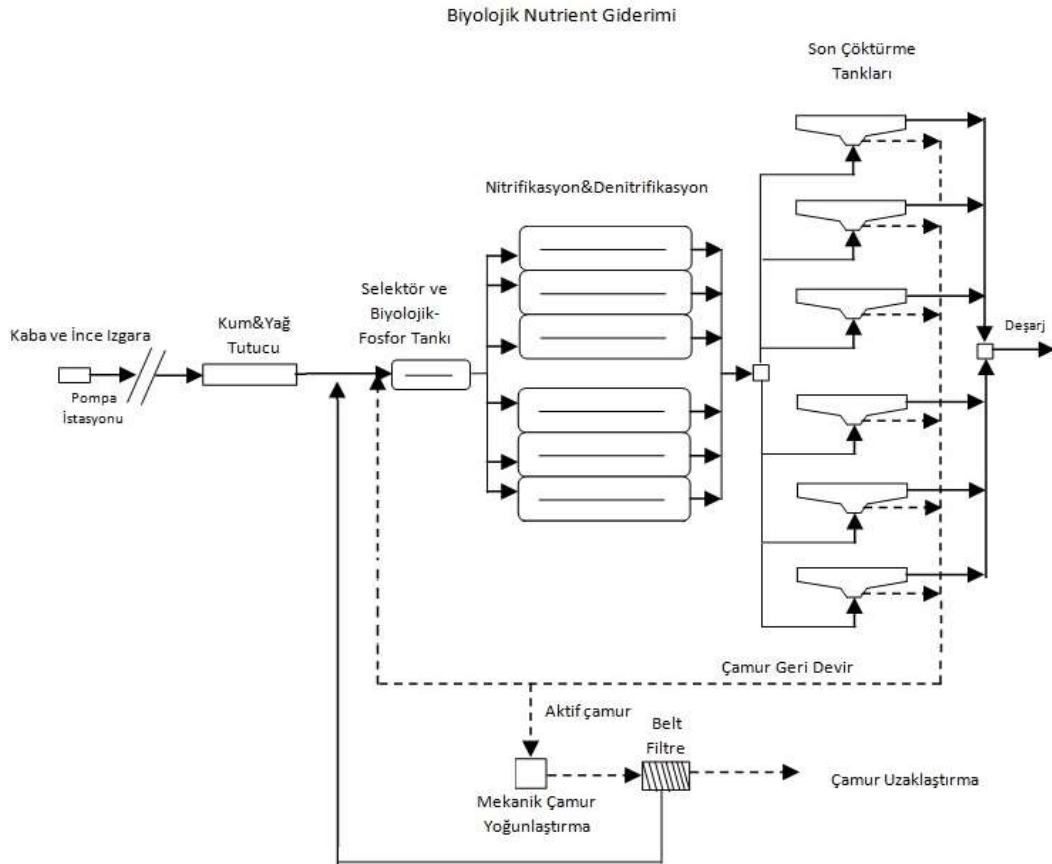 Biyolojik Nutrient Giderimi
Son Çöktürme
Tankları
Nitrifikasyon&Denitrifikasyon
Selektör ve
Biyolojik-
Fosfor Tankı
Kum&Yağ
Tutucu
Kaba ve İnce Izgara
Pompa
İstasyonu
Deşarj
Çamur Geri Devir
Aktif çamur
Belt
Filtre
Mekanik Çamur
Yoğunlaştırma
Çamur Uzaklaştırma